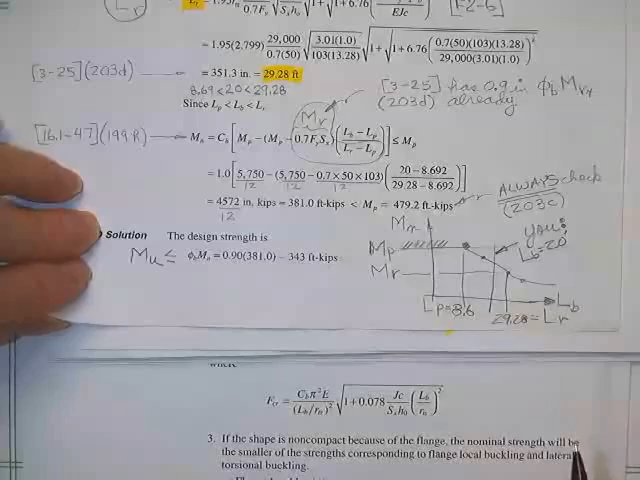 Lr
[F2-6]
= 1.95(2.799) 29,000 / 0.7(50) √ 3.01(1.0) / 103(13.28) √ 1 + √ 1 + 6.76 ( 0.7(50)(103)(13.28) / 29,000(3.01)(1.0) )²
[3-25] (203d) = 351.3 in. = 29.28 ft
8.69 < 20 < 29.28
[3-25] has 0.9 in ϕb Mrx
(203d) already
Since Lp < Lb < Lr,
Mr
[16.1-47] (199.R) Mn = Cb [ Mp − (Mp − 0.7FySx) ( Lb − Lp / Lr − Lp ) ] ≤ Mp
= 1.0 [ 5,750 / 12 − (5,750 / 12 − 0.7 × 50 × 103 / 12) ( 20 − 8.692 / 29.28 − 8.692 ) ]
ALWAYS check
(203c)
= 4572 / 12 in. kips = 381.0 ft-kips < Mp = 479.2 ft-kips
Solution The design strength is
Mu ≤ ϕbMn = 0.90(381.0) − 343 ft-kips
Mn
you:
Lb=20
Mp
Mr
Lp=8.6
29.28 = Lr
Lb
where
Fcr = Cbπ²E / (Lb/rts)² √ 1 + 0.078 Jc / Sxh0 ( Lb / rts )²
3. If the shape is noncompact because of the flange, the nominal strength will be
the smaller of the strengths corresponding to flange local buckling and lateral
torsional buckling.